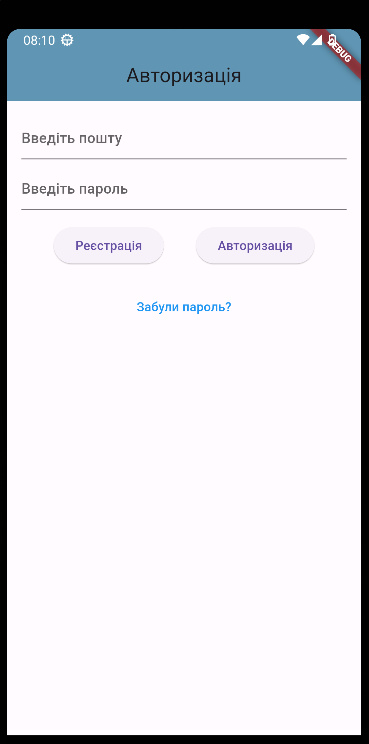 08:10
DEBUG
Авторизація
Введіть пошту
Введіть пароль
Реєстрація Авторизація
Забули пароль?